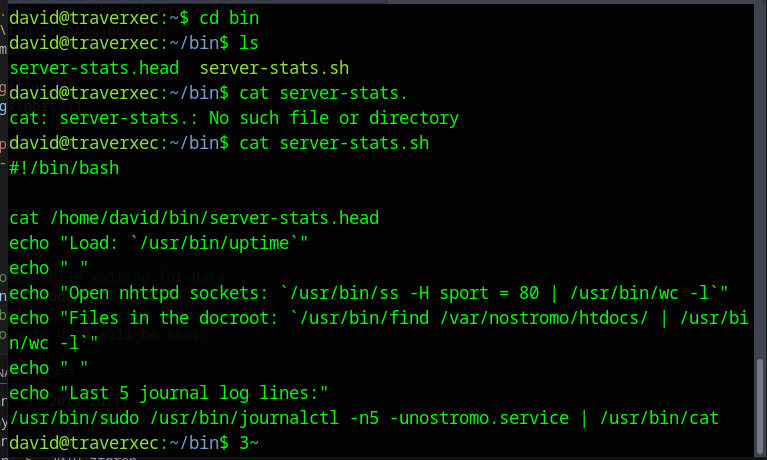 david@traverxec:~$ cd bin
david@traverxec:~/bin$ ls
server-stats.head  server-stats.sh
david@traverxec:~/bin$ cat server-stats.
cat: server-stats.: No such file or directory
david@traverxec:~/bin$ cat server-stats.sh
#!/bin/bash

cat /home/david/bin/server-stats.head
echo "Load: `/usr/bin/uptime`"
echo " "
echo "Open nhttpd sockets: `/usr/bin/ss -H sport = 80 | /usr/bin/wc -l`"
echo "Files in the docroot: `/usr/bin/find /var/nostromo/htdocs/ | /usr/bi
n/wc -l`"
echo " "
echo "Last 5 journal log lines:"
/usr/bin/sudo /usr/bin/journalctl -n5 -unostromo.service | /usr/bin/cat
david@traverxec:~/bin$ 3~